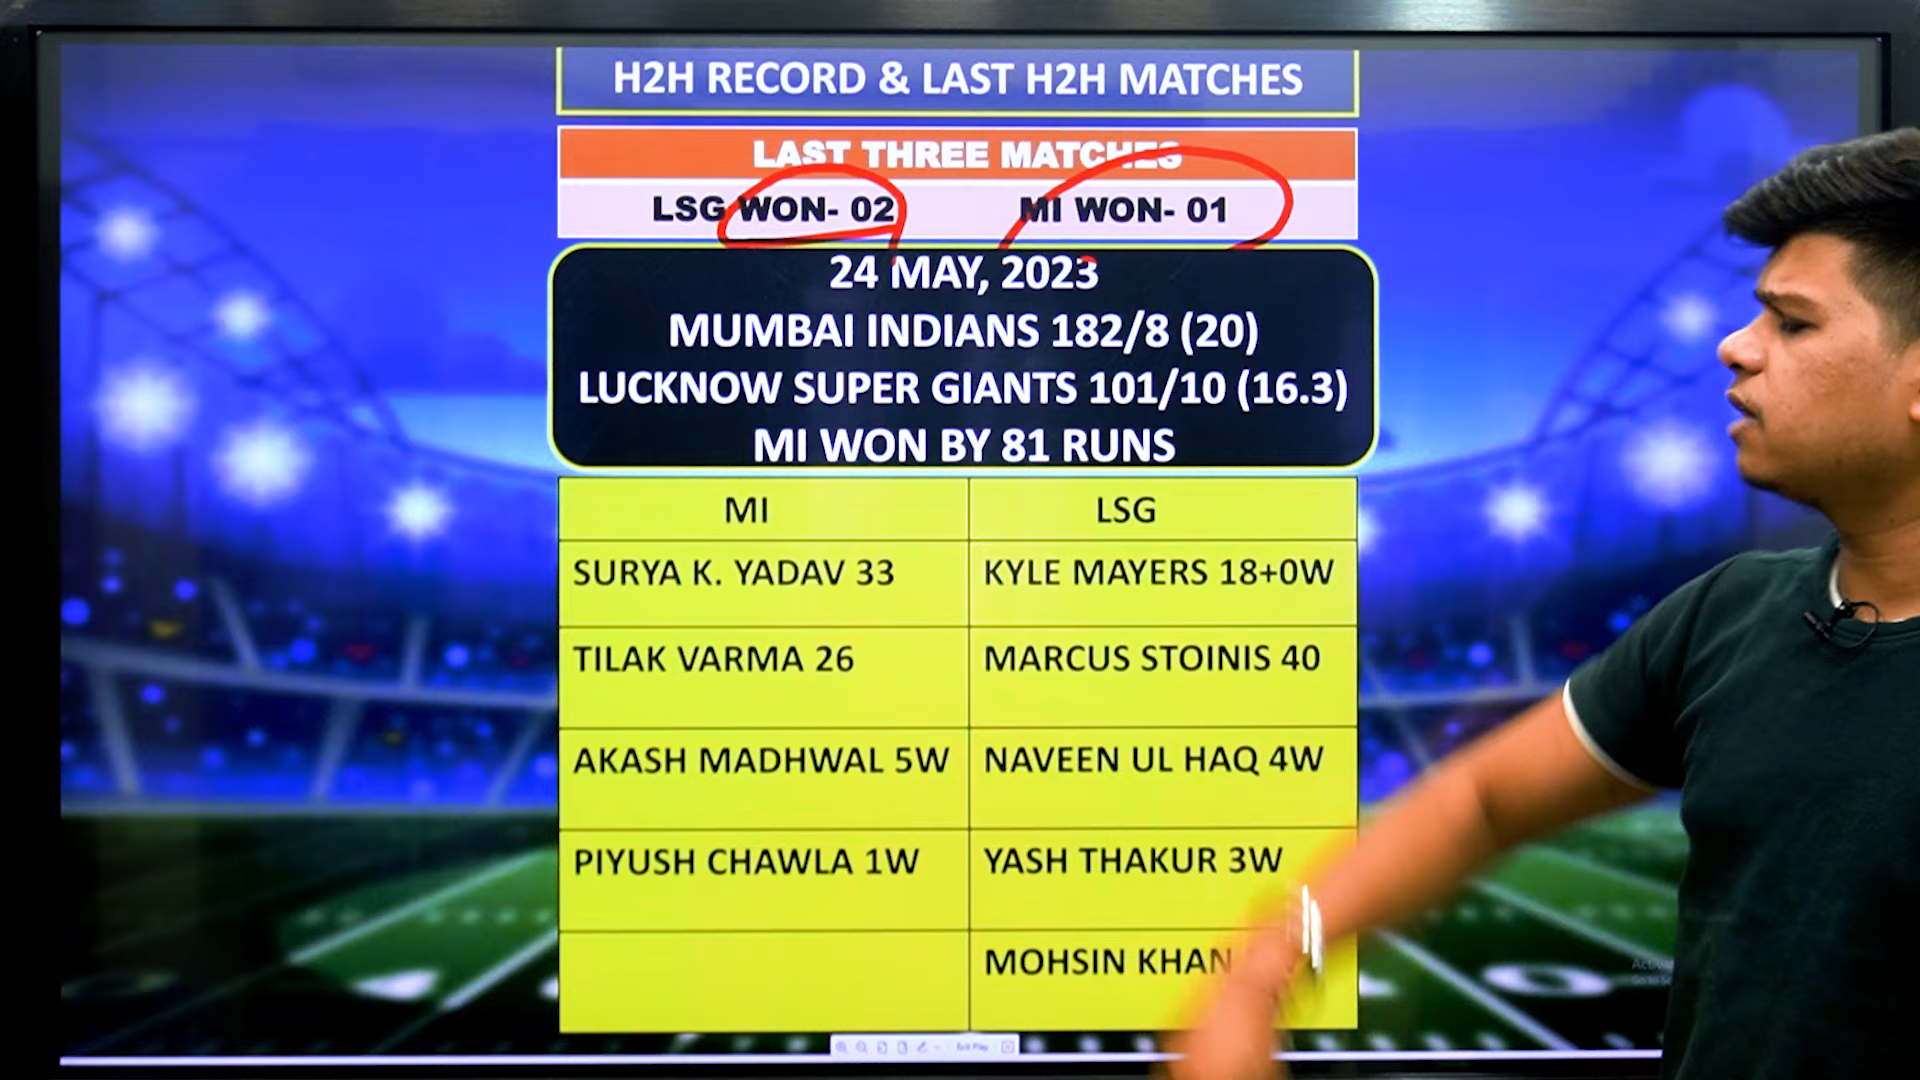 H2H RECORD & LAST H2H MATCHES
LAST THREE MATCHES
LSG WON- 02 MI WON- 01
24 MAY, 2023
MUMBAI INDIANS 182/8 (20)
LUCKNOW SUPER GIANTS 101/10 (16.3)
MI WON BY 81 RUNS
MI LSG
SURYA K. YADAV 33 KYLE MAYERS 18+0W
TILAK VARMA 26 MARCUS STOINIS 40
AKASH MADHWAL 5W NAVEEN UL HAQ 4W
PIYUSH CHAWLA 1W YASH THAKUR 3W
MOHSIN KHAN